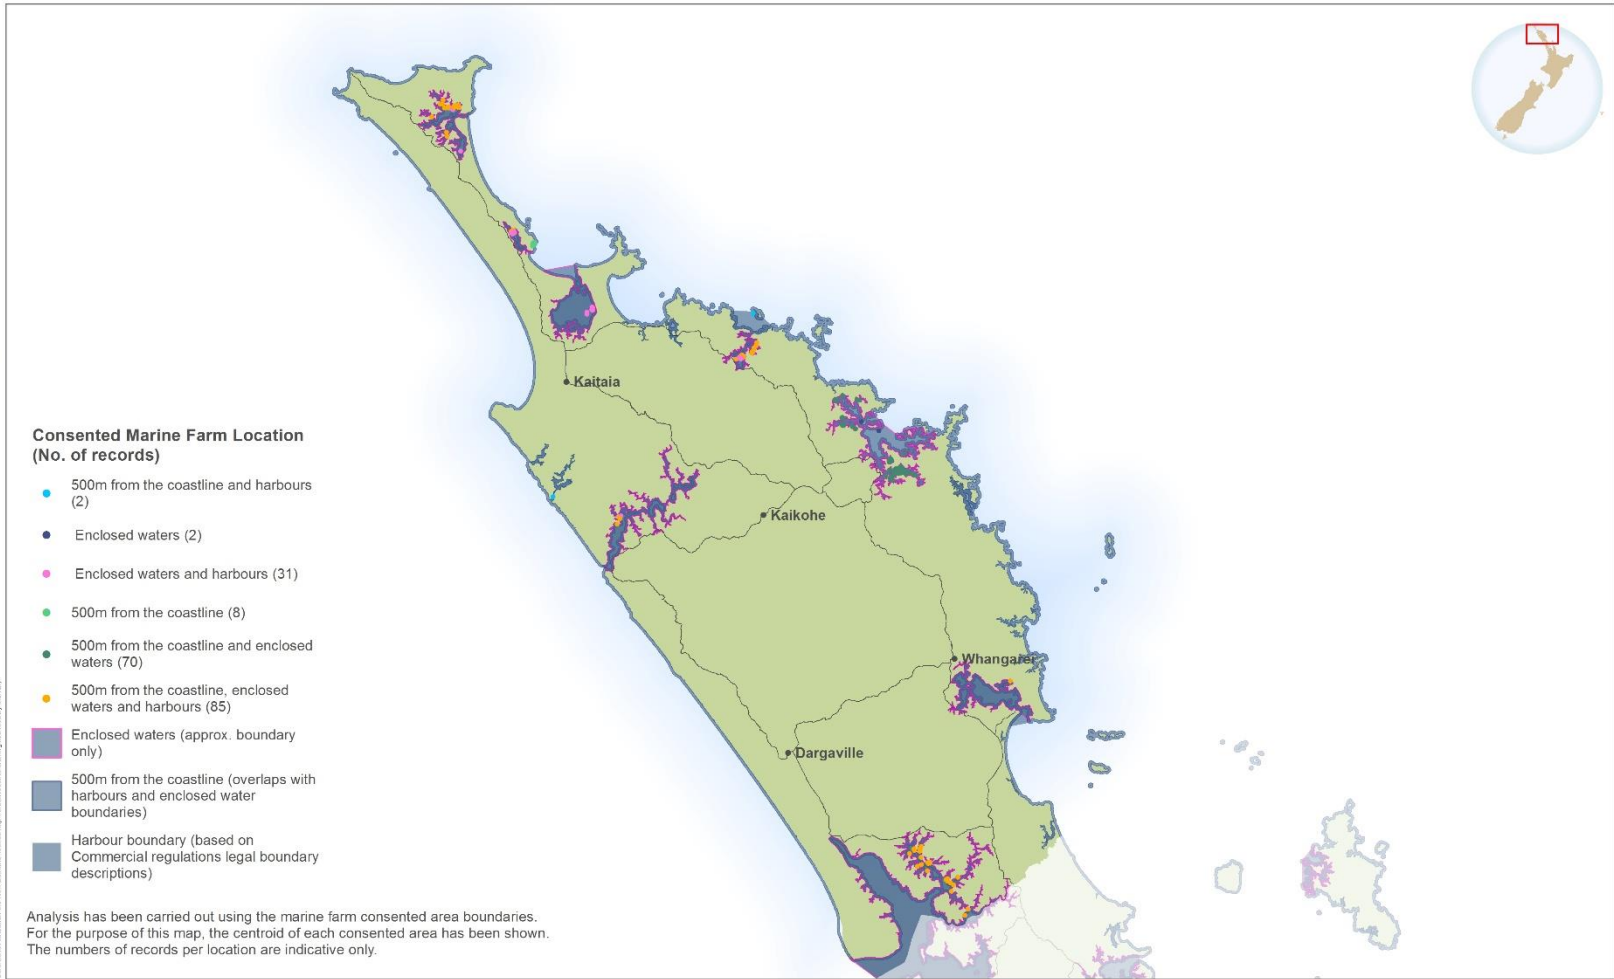 Kaitaia
Kaikohe
Whangarei
Dargaville
Consented Marine Farm Location
(No. of records)
500m from the coastline and harbours
(2)
Enclosed waters (2)
Enclosed waters and harbours (31)
500m from the coastline (8)
500m from the coastline and enclosed
waters (70)
500m from the coastline, enclosed
waters and harbours (85)
Enclosed waters (approx. boundary
only)
500m from the coastline (overlaps with
harbours and enclosed water
boundaries)
Harbour boundary (based on
Commercial regulations legal boundary
descriptions)
Analysis has been carried out using the marine farm consented area boundaries.
For the purpose of this map, the centroid of each consented area has been shown.
The numbers of records per location are indicative only.